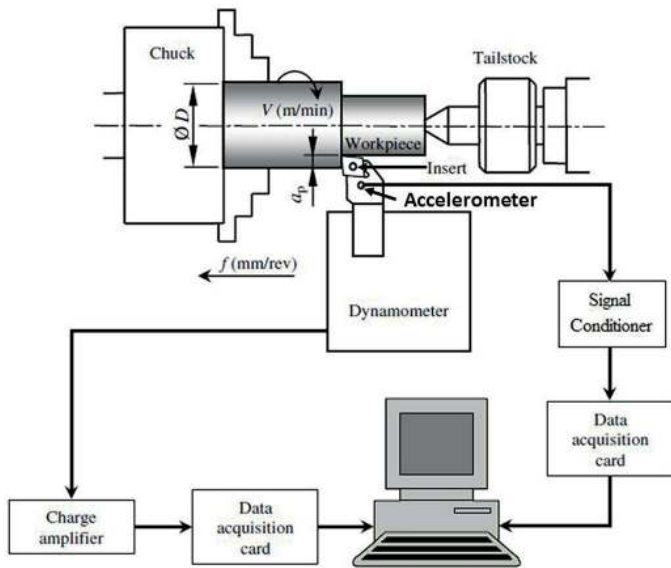 Chuck
Tailstock
V (m/min)
Ø D
Workpiece
Insert
a_p
Accelerometer
f (mm/rev)
Dynamometer
Signal
Conditioner
Data
acquisition
card
Charge
amplifier
Data
acquisition
card